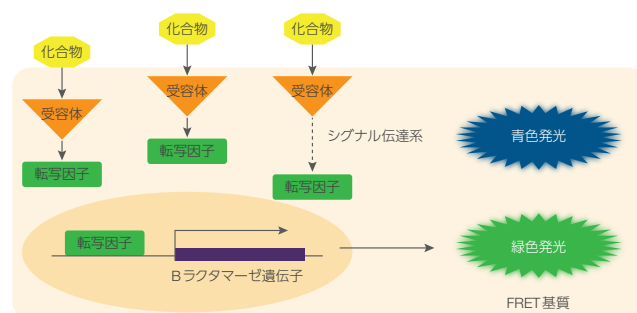 化合物
化合物
化合物
受容体
受容体
受容体
転写因子
転写因子
シグナル伝達系
転写因子
青色発光
転写因子
Bラクタマーゼ遺伝子
緑色発光
FRET基質